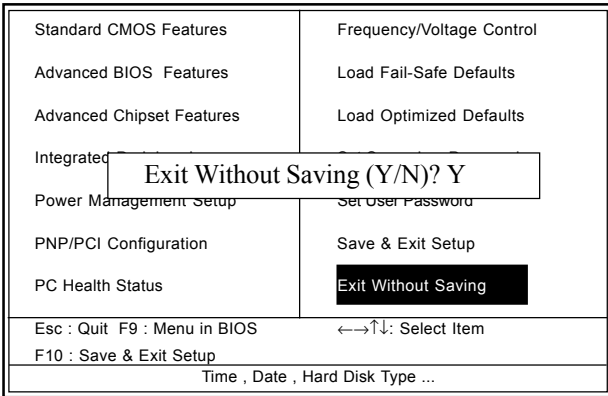 Standard CMOS Features
Advanced BIOS Features
Advanced Chipset Features
Integrated
Power Management Setup
PNP/PCI Configuration
PC Health Status
Frequency/Voltage Control
Load Fail-Safe Defaults
Load Optimized Defaults
Set User Password
Save & Exit Setup
Exit Without Saving
Exit Without Saving (Y/N)? Y
Esc : Quit F9 : Menu in BIOS
←→↑↓: Select Item
F10 : Save & Exit Setup
Time , Date , Hard Disk Type ...